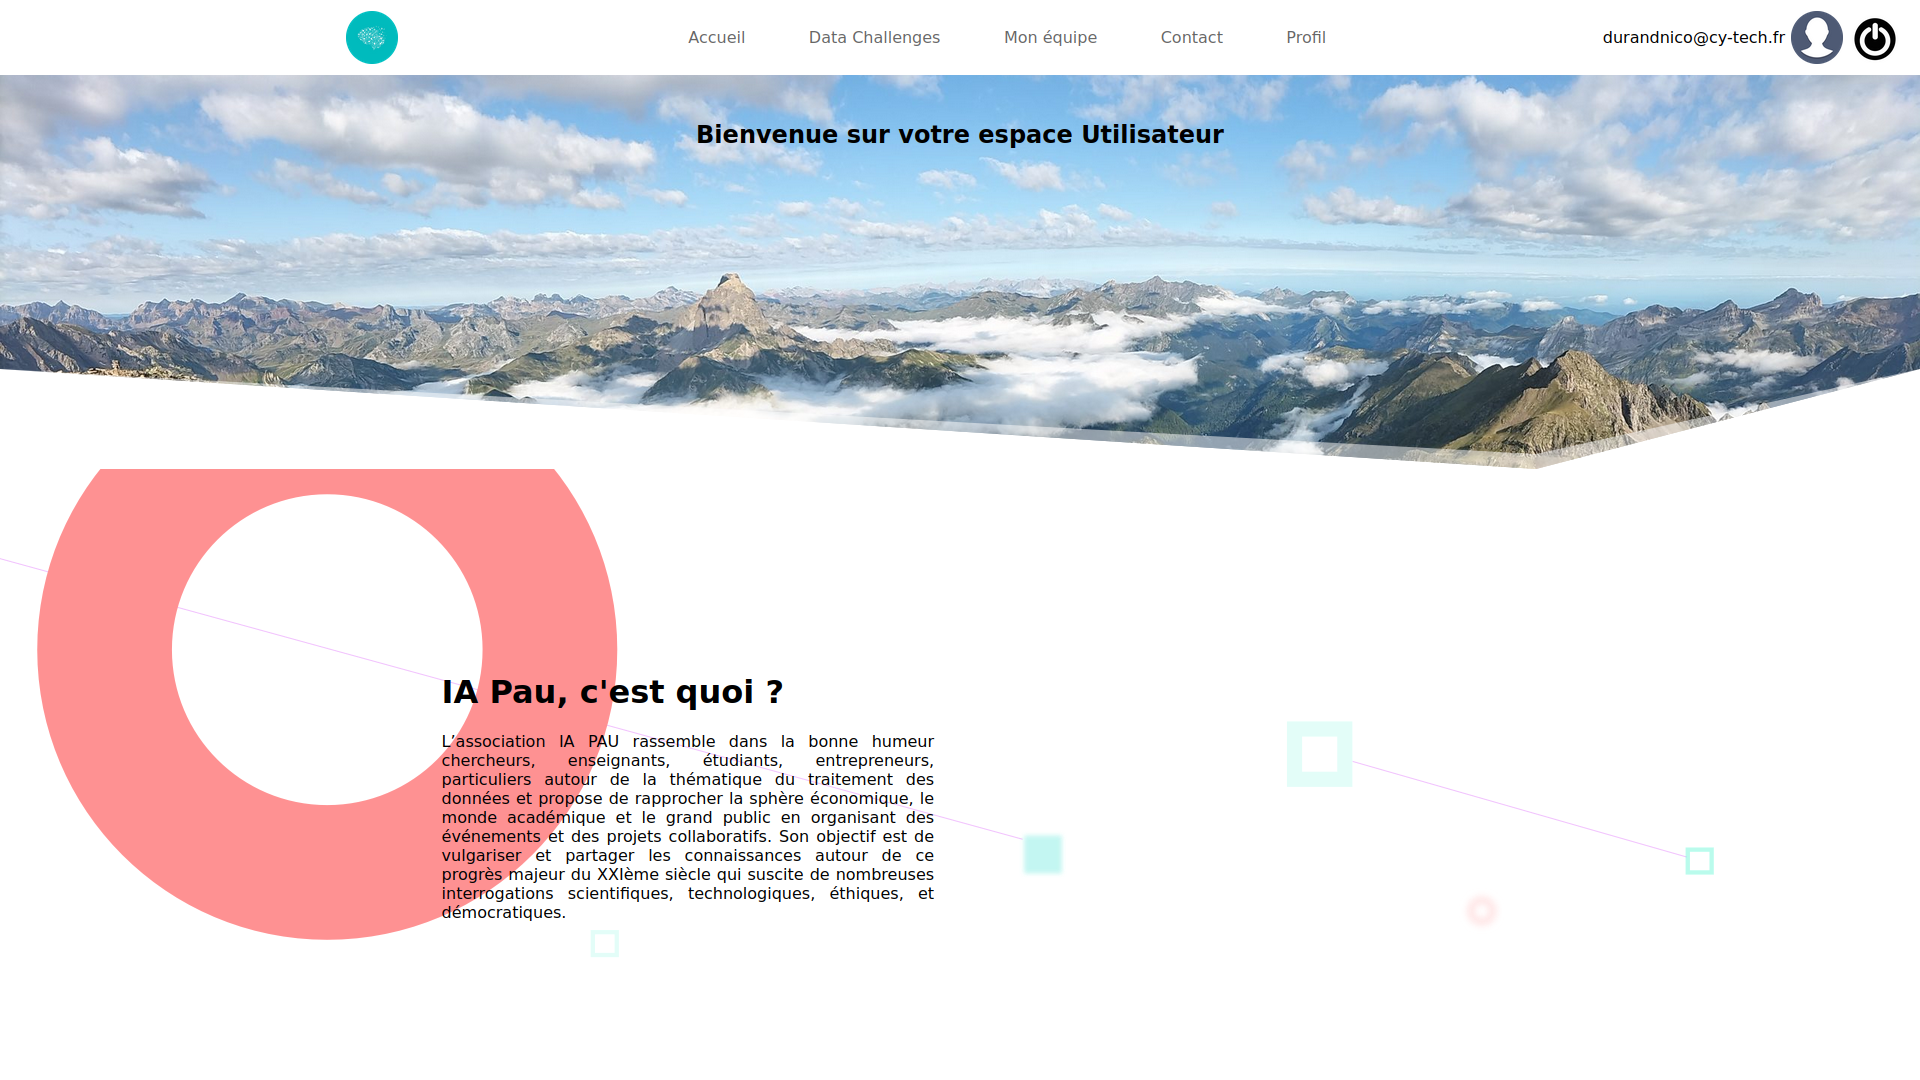 Accueil Data Challenges Mon équipe Contact Profil durandnico@cy-tech.fr
Bienvenue sur votre espace Utilisateur
IA Pau, c'est quoi ?
L’association IA PAU rassemble dans la bonne humeur
chercheurs, enseignants, étudiants, entrepreneurs,
particuliers autour de la thématique du traitement des
données et propose de rapprocher la sphère économique, le
monde académique et le grand public en organisant des
événements et des projets collaboratifs. Son objectif est de
vulgariser et partager les connaissances autour de ce
progrès majeur du XXIème siècle qui suscite de nombreuses
interrogations scientifiques, technologiques, éthiques, et
démocratiques.